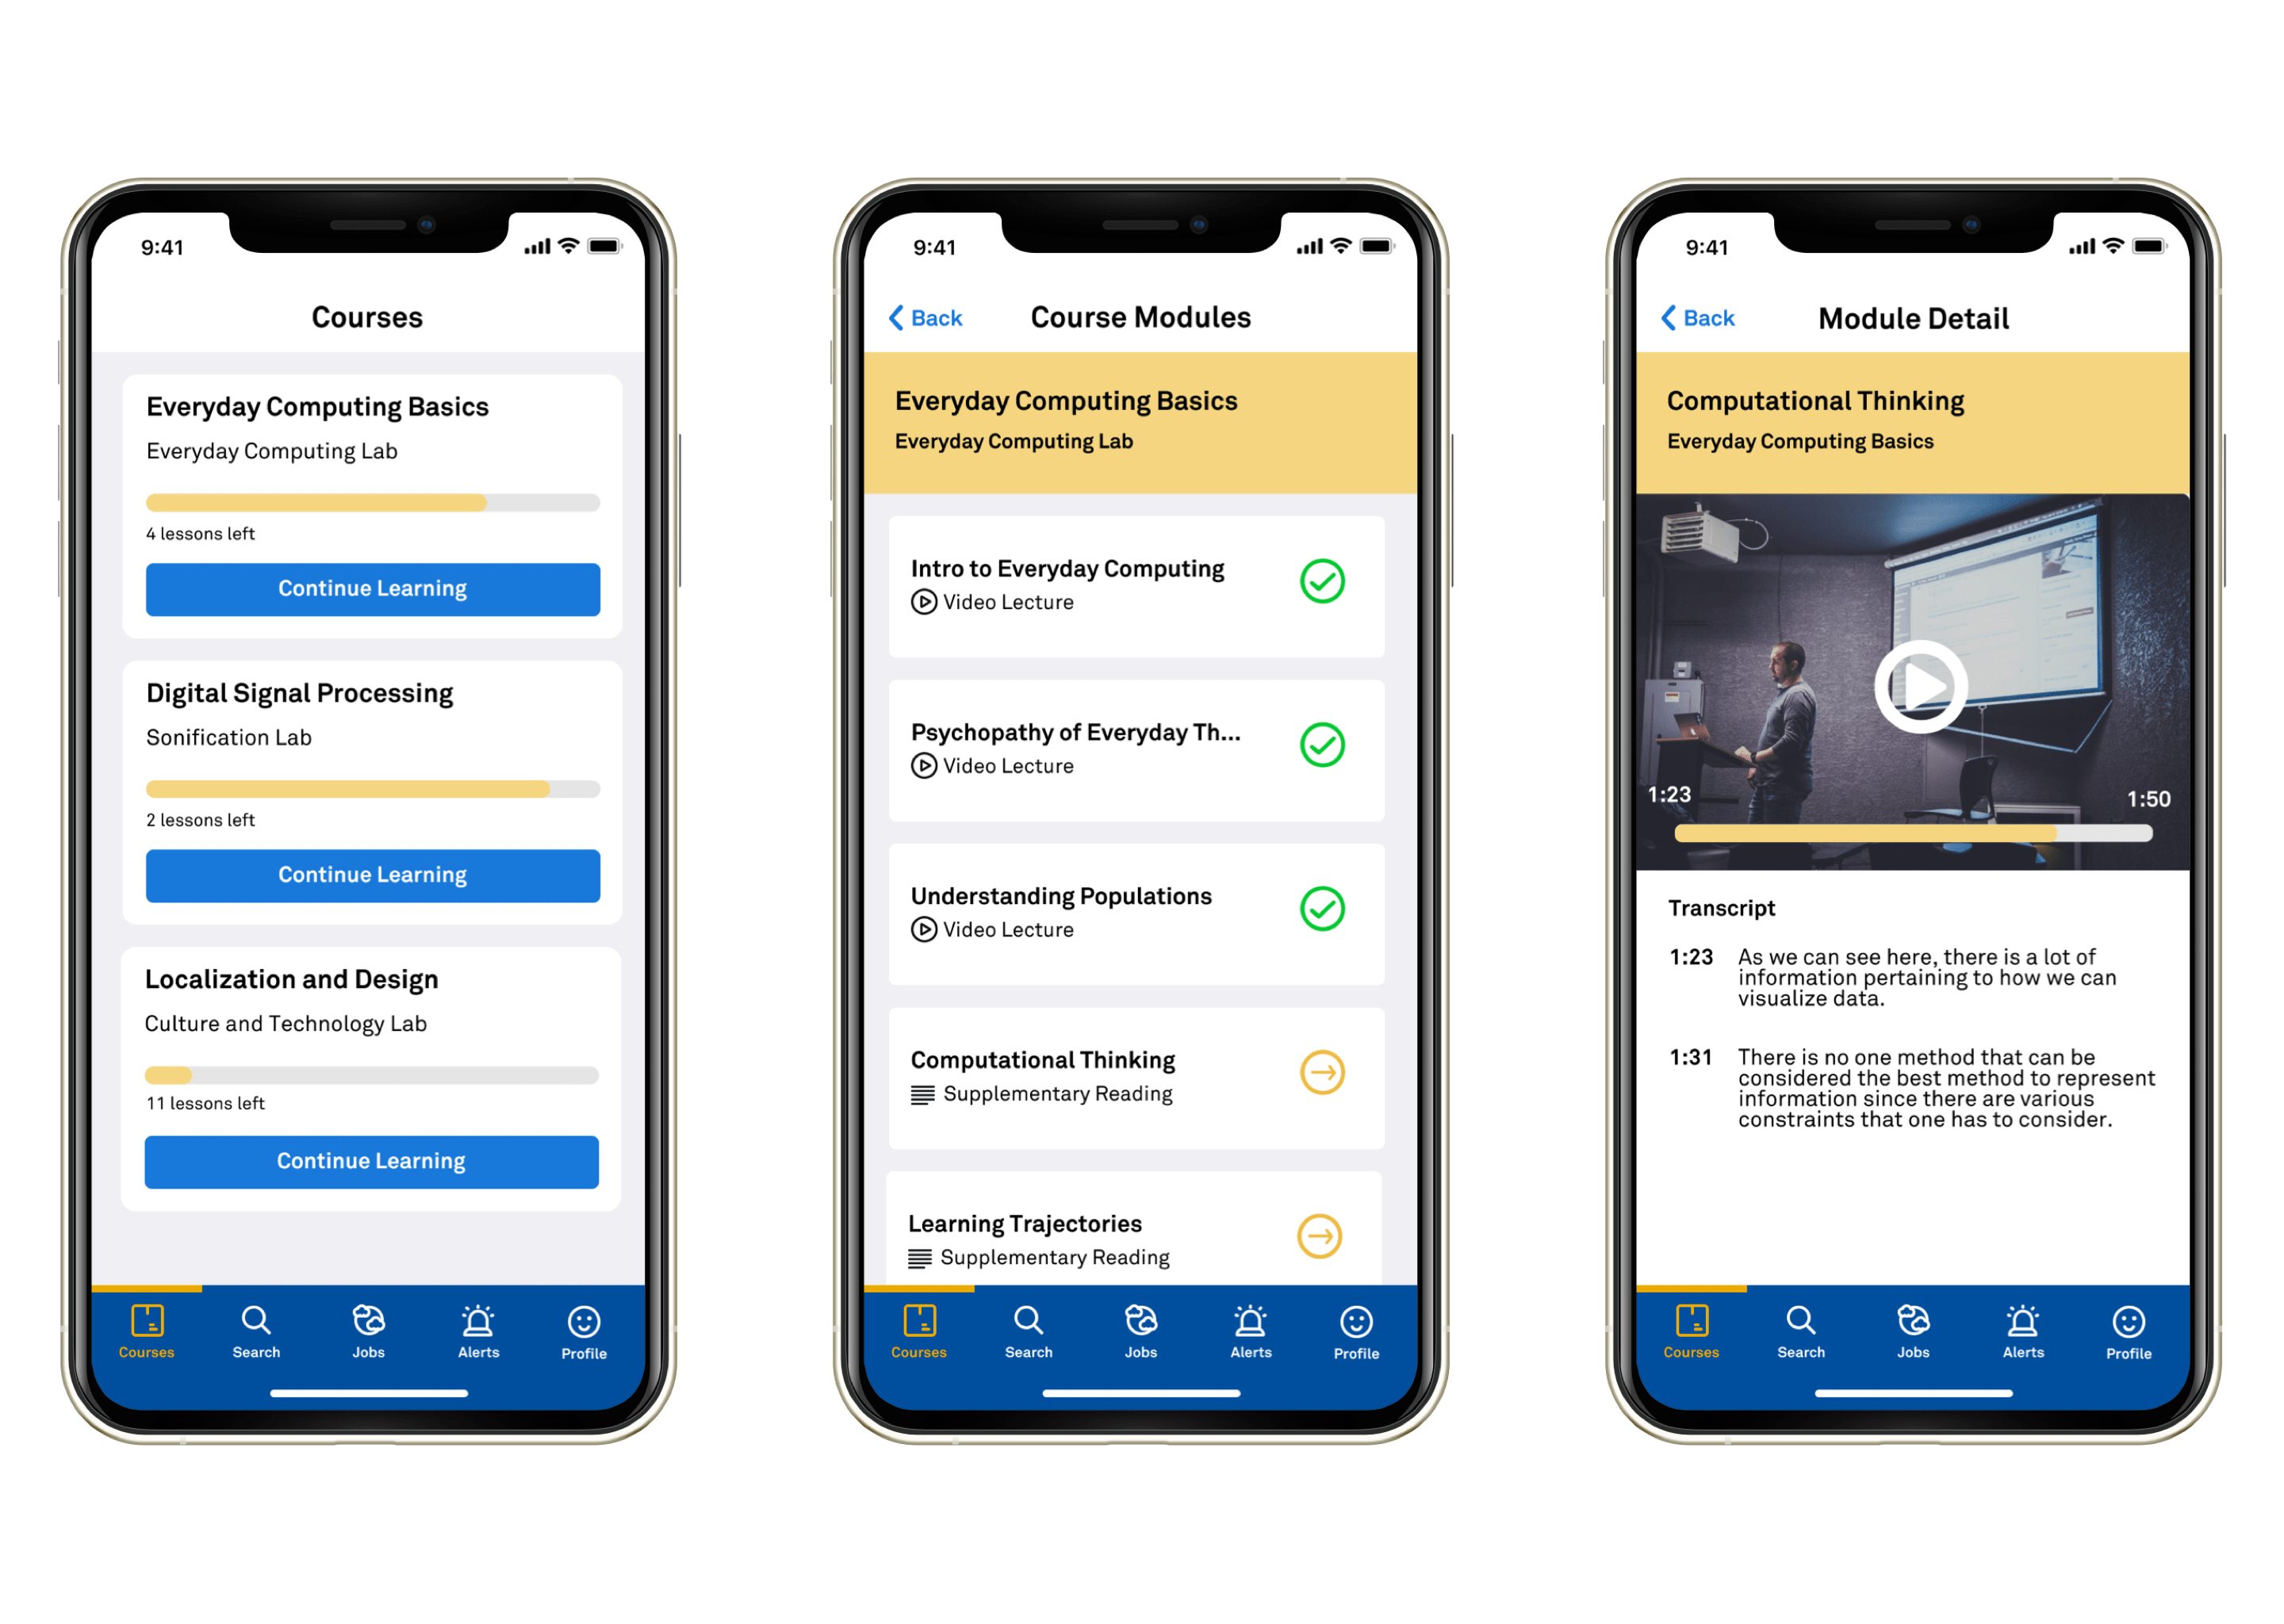 9:41
Courses
Everyday Computing Basics
Everyday Computing Lab
4 lessons left
Continue Learning
Digital Signal Processing
Sonification Lab
2 lessons left
Continue Learning
Localization and Design
Culture and Technology Lab
11 lessons left
Continue Learning
Courses
Search
Jobs
Alerts
Profile
9:41
Back
Course Modules
Everyday Computing Basics
Everyday Computing Lab
Intro to Everyday Computing
Video Lecture
Psychopathy of Everyday Th...
Video Lecture
Understanding Populations
Video Lecture
Computational Thinking
Supplementary Reading
Learning Trajectories
Supplementary Reading
Courses
Search
Jobs
Alerts
Profile
9:41
Back
Module Detail
Computational Thinking
Everyday Computing Basics
1:23
1:50
Transcript
1:23 As we can see here, there is a lot of
information pertaining to how we can
visualize data.
1:31 There is no one method that can be
considered the best method to represent
information since there are various
constraints that one has to consider.
Courses
Search
Jobs
Alerts
Profile